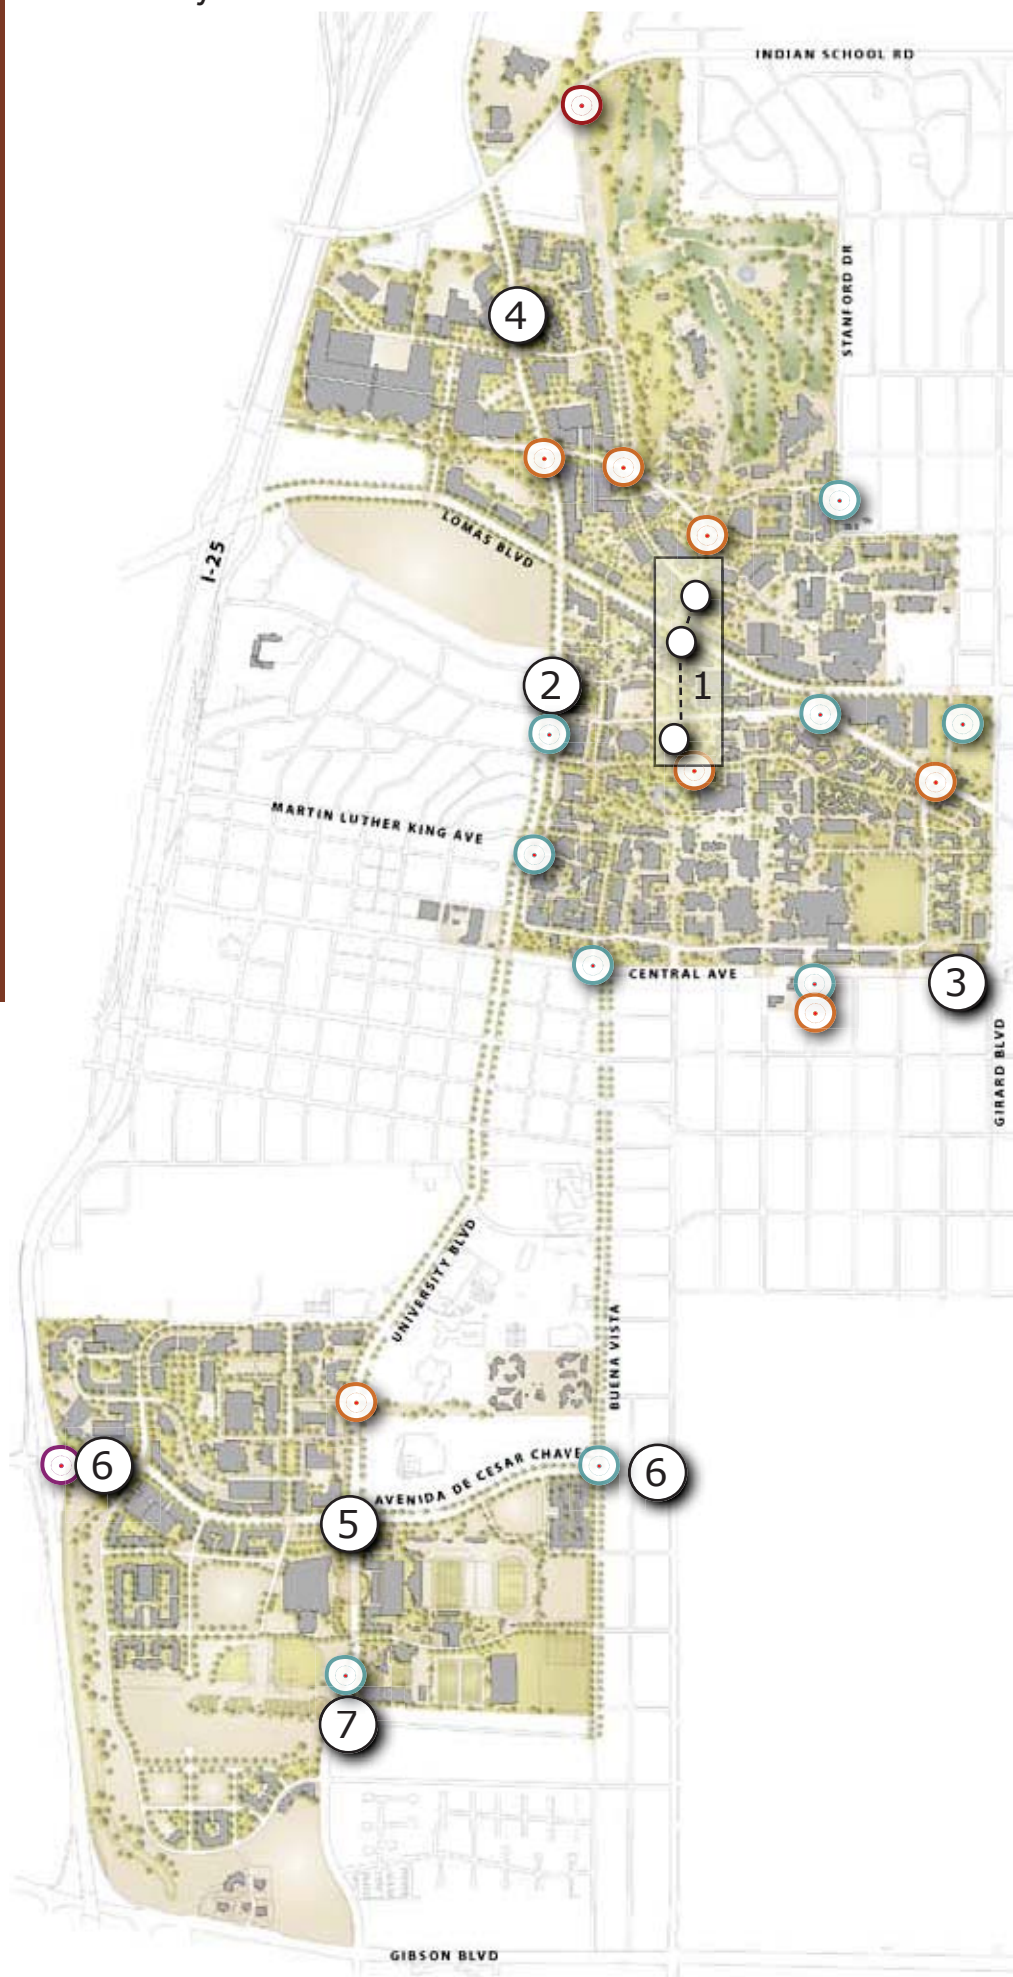 INDIAN SCHOOL RD
STANFORD DR
4
I-25
LOMAS BLVD
2
1
MARTIN LUTHER KING AVE
CENTRAL AVE
3
GIRARD BLVD
UNIVERSITY BLVD
BUENA VISTA
AVENIDA DE CESAR CHAVE
6
6
5
7
GIBSON BLVD